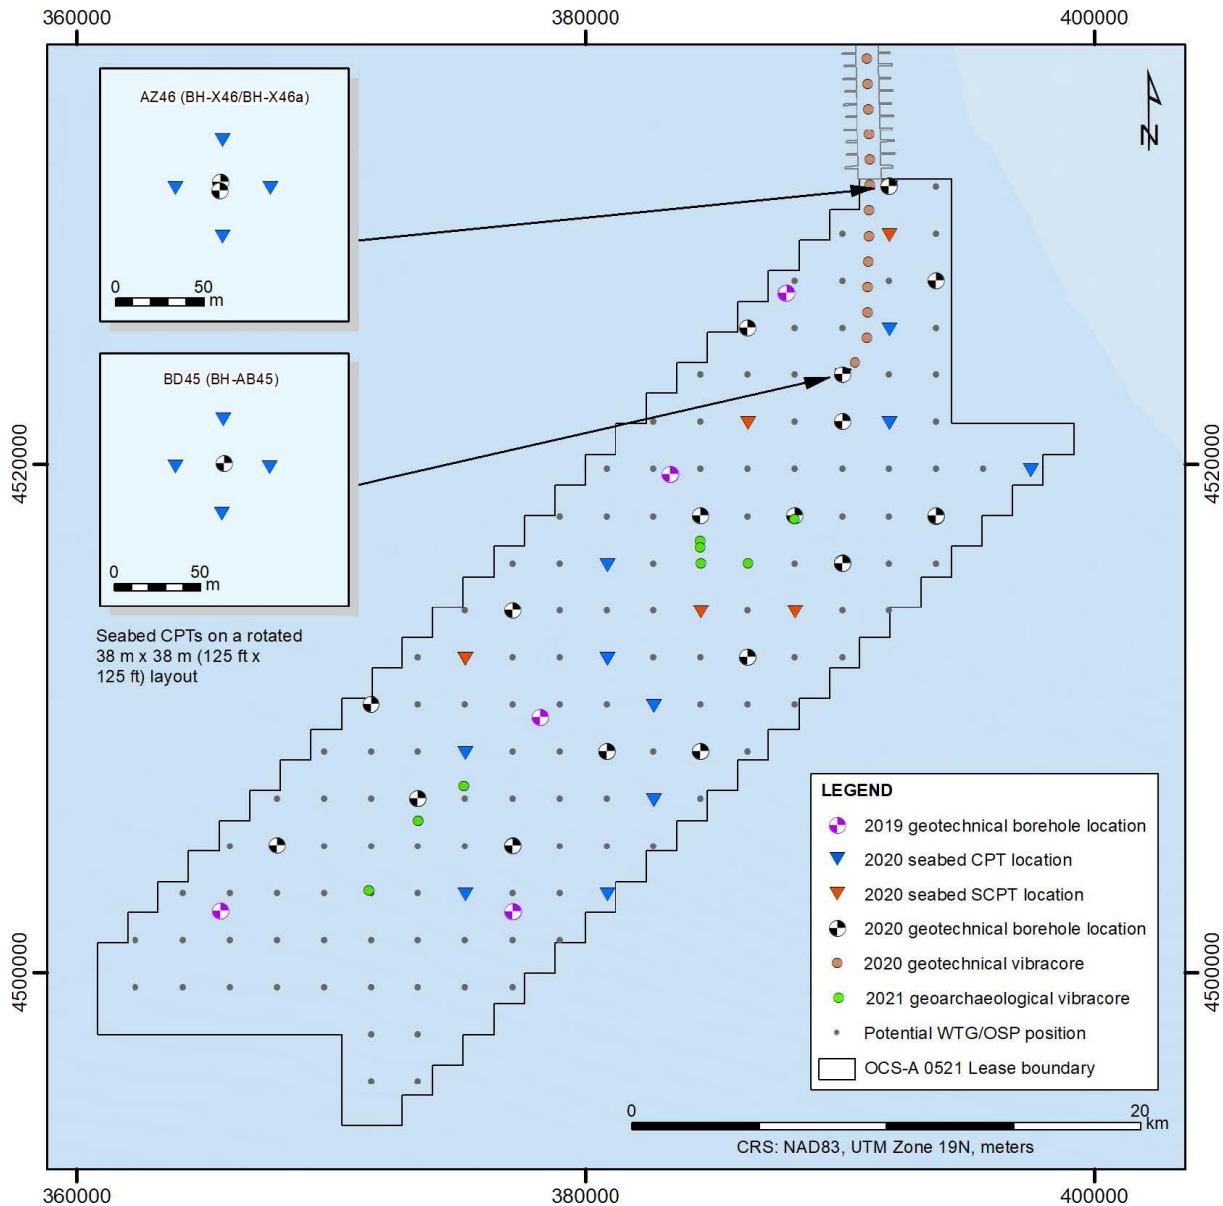 360000
380000
400000
AZ46 (BH-X46/BH-X46a)
0
50
m
N
BD45 (BH-AB45)
0
50
m
Seabed CPTs on a rotated
38 m x 38 m (125 ft x
125 ft) layout
4520000
4520000
LEGEND
2019 geotechnical borehole location
2020 seabed CPT location
2020 seabed SCPT location
2020 geotechnical borehole location
2020 geotechnical vibracore
2021 geoarchaeological vibracore
Potential WTG/OSP position
OCS-A 0521 Lease boundary
4500000
4500000
0
20
km
CRS: NAD83, UTM Zone 19N, meters
360000
380000
400000